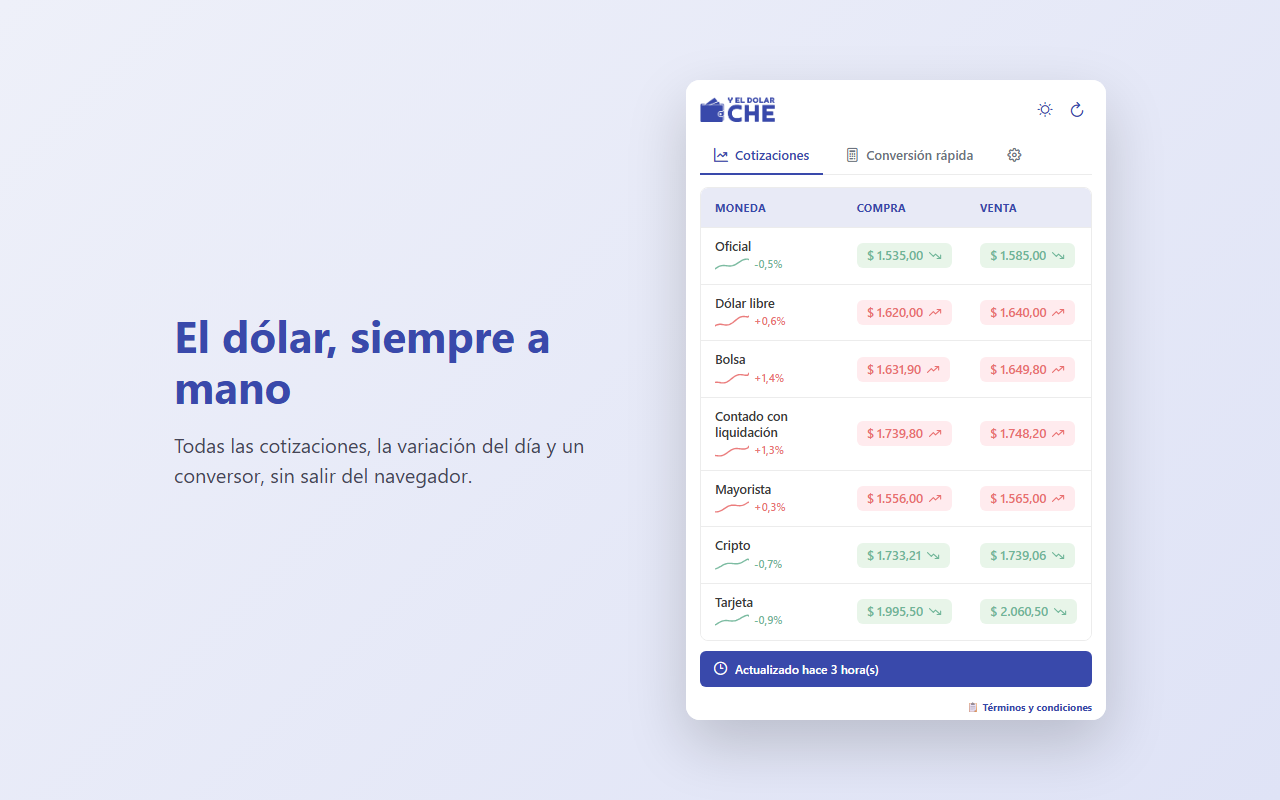 El dólar, siempre a
mano
Todas las cotizaciones, la variación del día y un
conversor, sin salir del navegador.
Y EL DOLAR
CHE
Cotizaciones Conversión rápida
MONEDA COMPRA VENTA
Oficial
-0,5% $ 1.535,00 $ 1.585,00
Dólar libre
+0,6% $ 1.620,00 $ 1.640,00
Bolsa
+1,4% $ 1.631,90 $ 1.649,80
Contado con
liquidación
+1,3% $ 1.739,80 $ 1.748,20
Mayorista
+0,3% $ 1.556,00 $ 1.565,00
Cripto
-0,7% $ 1.733,21 $ 1.739,06
Tarjeta
-0,9% $ 1.995,50 $ 2.060,50
Actualizado hace 3 hora(s)
Términos y condiciones